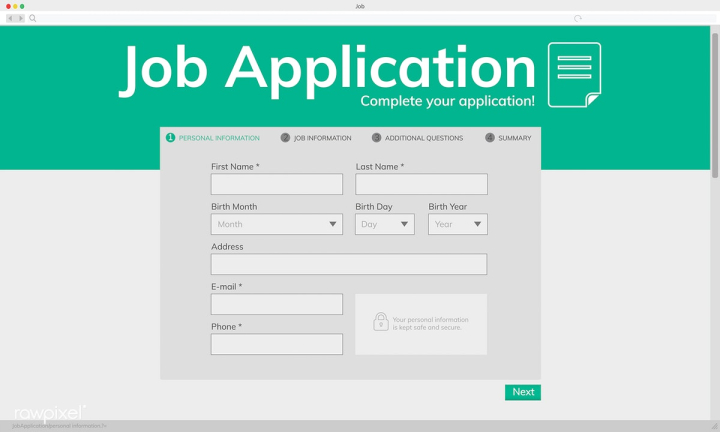 Job
Job Application
Complete your application!
1 PERSONAL INFORMATION 2 JOB INFORMATION 3 ADDITIONAL QUESTIONS 4 SUMMARY
First Name * Last Name *
Birth Month Birth Day Birth Year
Month Day Year
Address
E-mail *
Your personal information
is kept safe and secure.
Phone *
Next
rawpixel